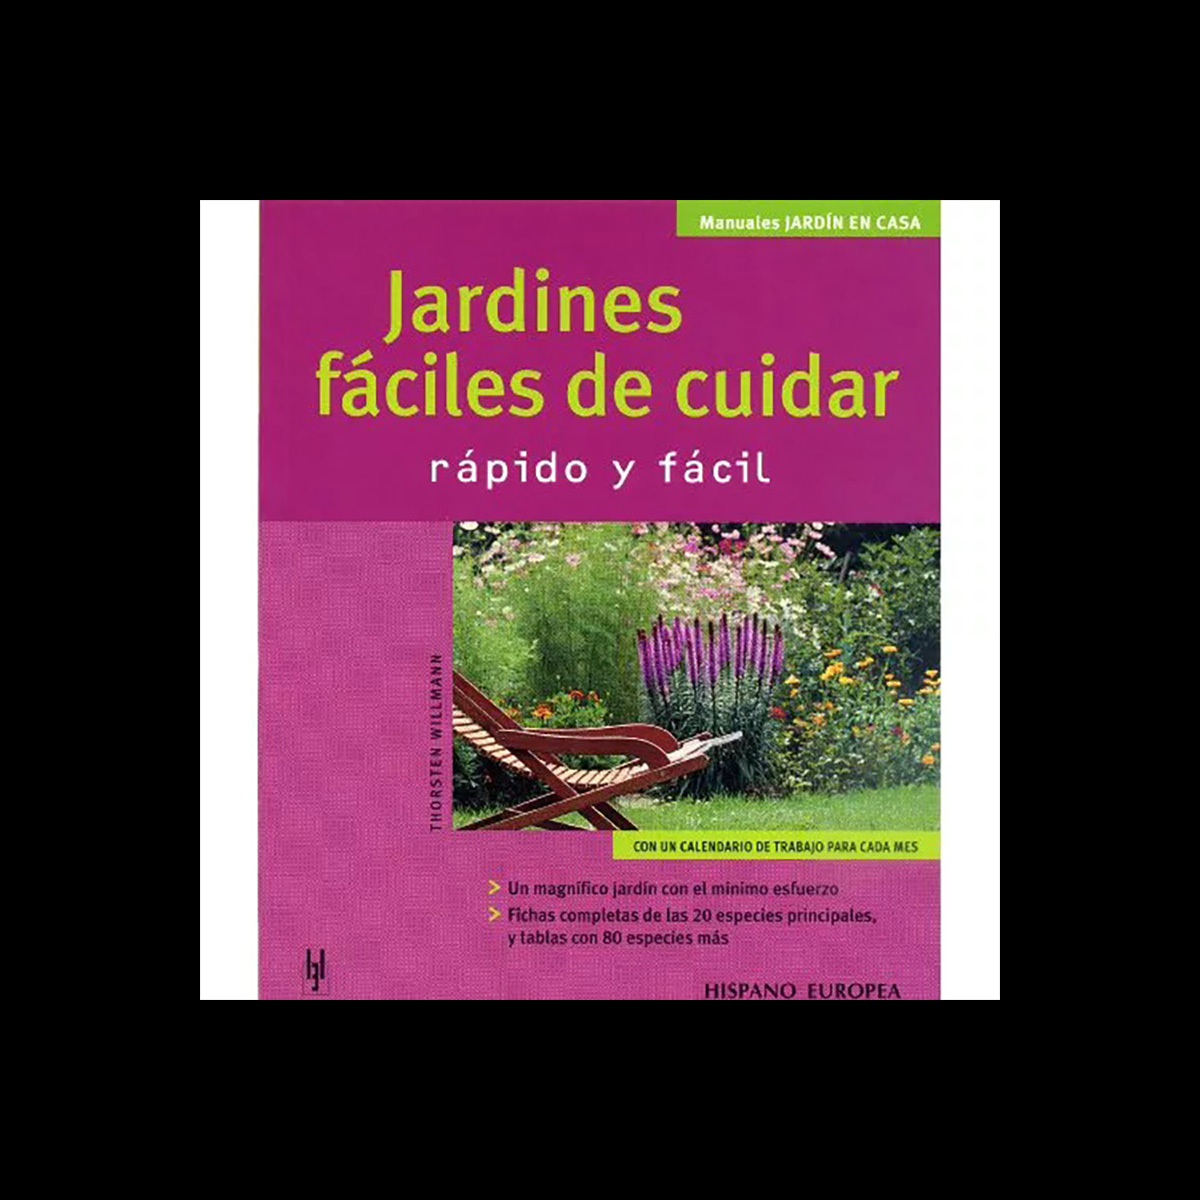 Manuales JARDÍN EN CASA
Jardines
fáciles de cuidar
rápido y fácil
THORSTEN WILLMANN
CON UN CALENDARIO DE TRABAJO PARA CADA MES
> Un magnífico jardín con el mínimo esfuerzo
> Fichas completas de las 20 especies principales,
y tablas con 80 especies más
HISPANO EUROPEA